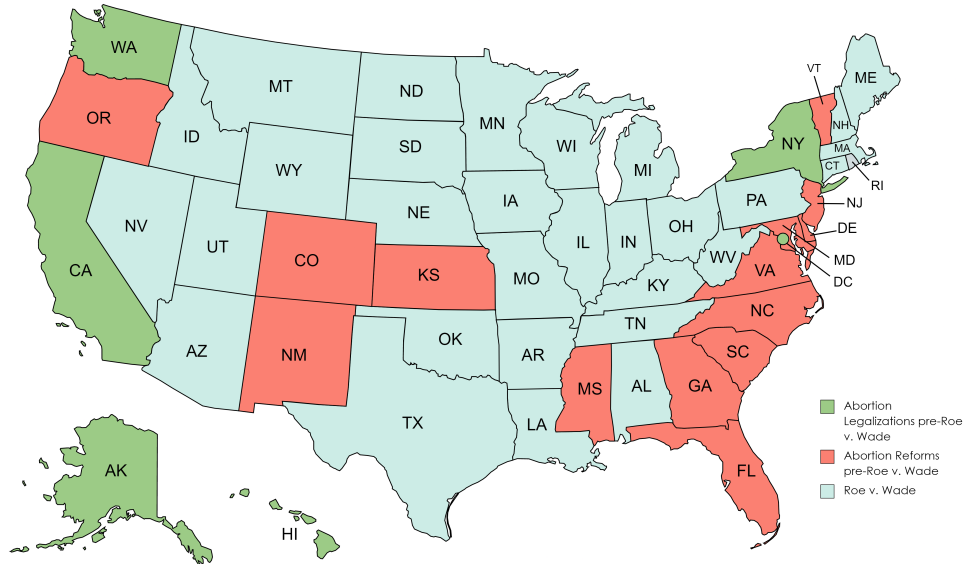 WA
OR
CA
NV
ID
MT
WY
UT
AZ
CO
NM
ND
SD
NE
KS
OK
TX
MN
IA
MO
AR
LA
WI
IL
MI
IN
OH
KY
TN
MS
AL
GA
FL
SC
NC
VA
WV
PA
NY
VT
NH
ME
MA
CT
RI
NJ
DE
MD
DC
AK
HI
Abortion
Legalizations pre-Roe
v. Wade
Abortion Reforms
pre-Roe v. Wade
Roe v. Wade